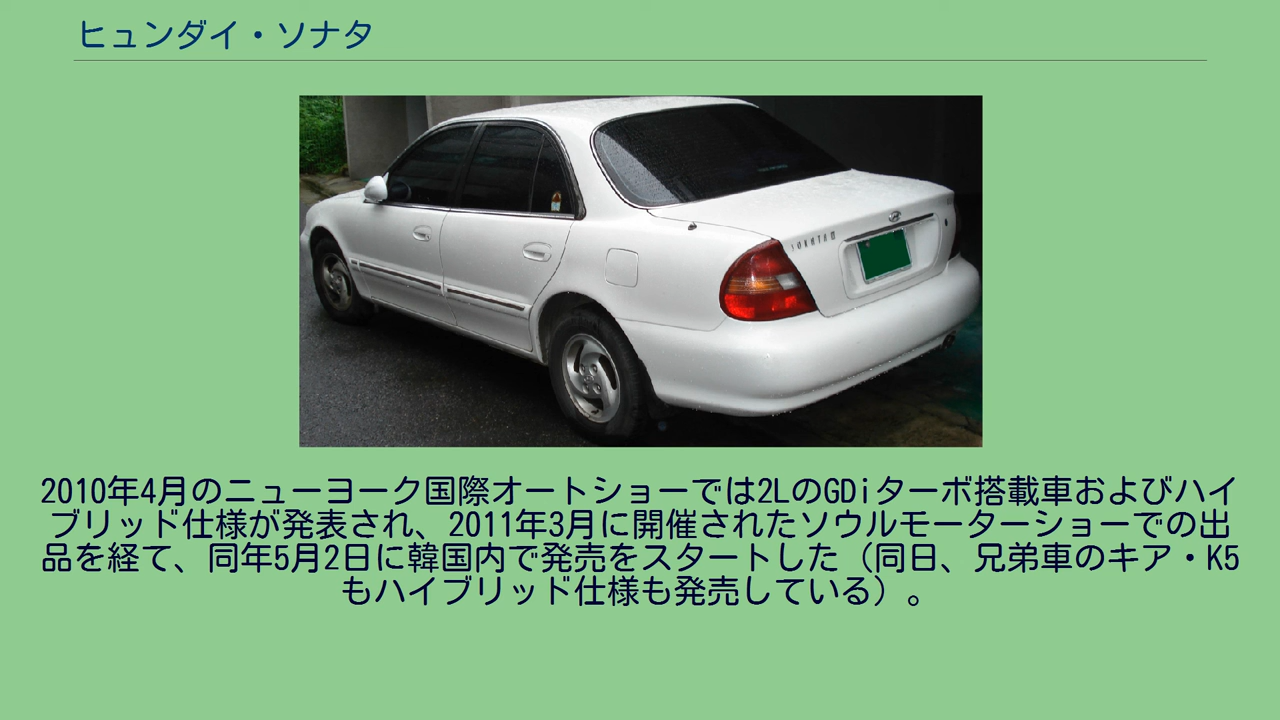 ヒュンダイ・ソナタ
2010年4月のニューヨーク国際オートショーでは2LのGDiターボ搭載車およびハイ
ブリッド仕様が発表され、2011年3月に開催されたソウルモーターショーでの出
品を経て、同年5月2日に韓国内で発売をスタートした（同日、兄弟車のキア・K5
もハイブリッド仕様も発売している）。